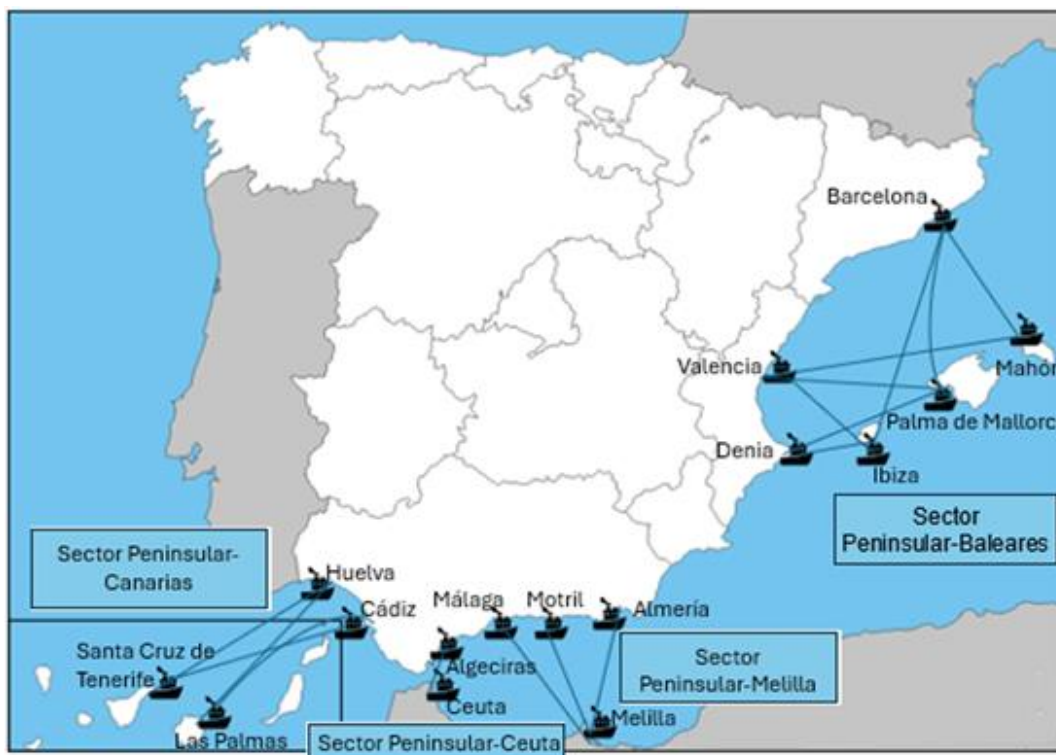 Barcelona
Valencia
Mahón
Palma de Mallorc
Denia
Ibiza
Sector
Peninsular-Baleares
Sector Peninsular-
Canarias
Huelva
Cádiz
Málaga
Motril
Almería
Santa Cruz de
Tenerife
Algeciras
Sector
Peninsular-Melilla
Ceuta
Las Palmas
Melilla
Sector Peninsular-Ceuta